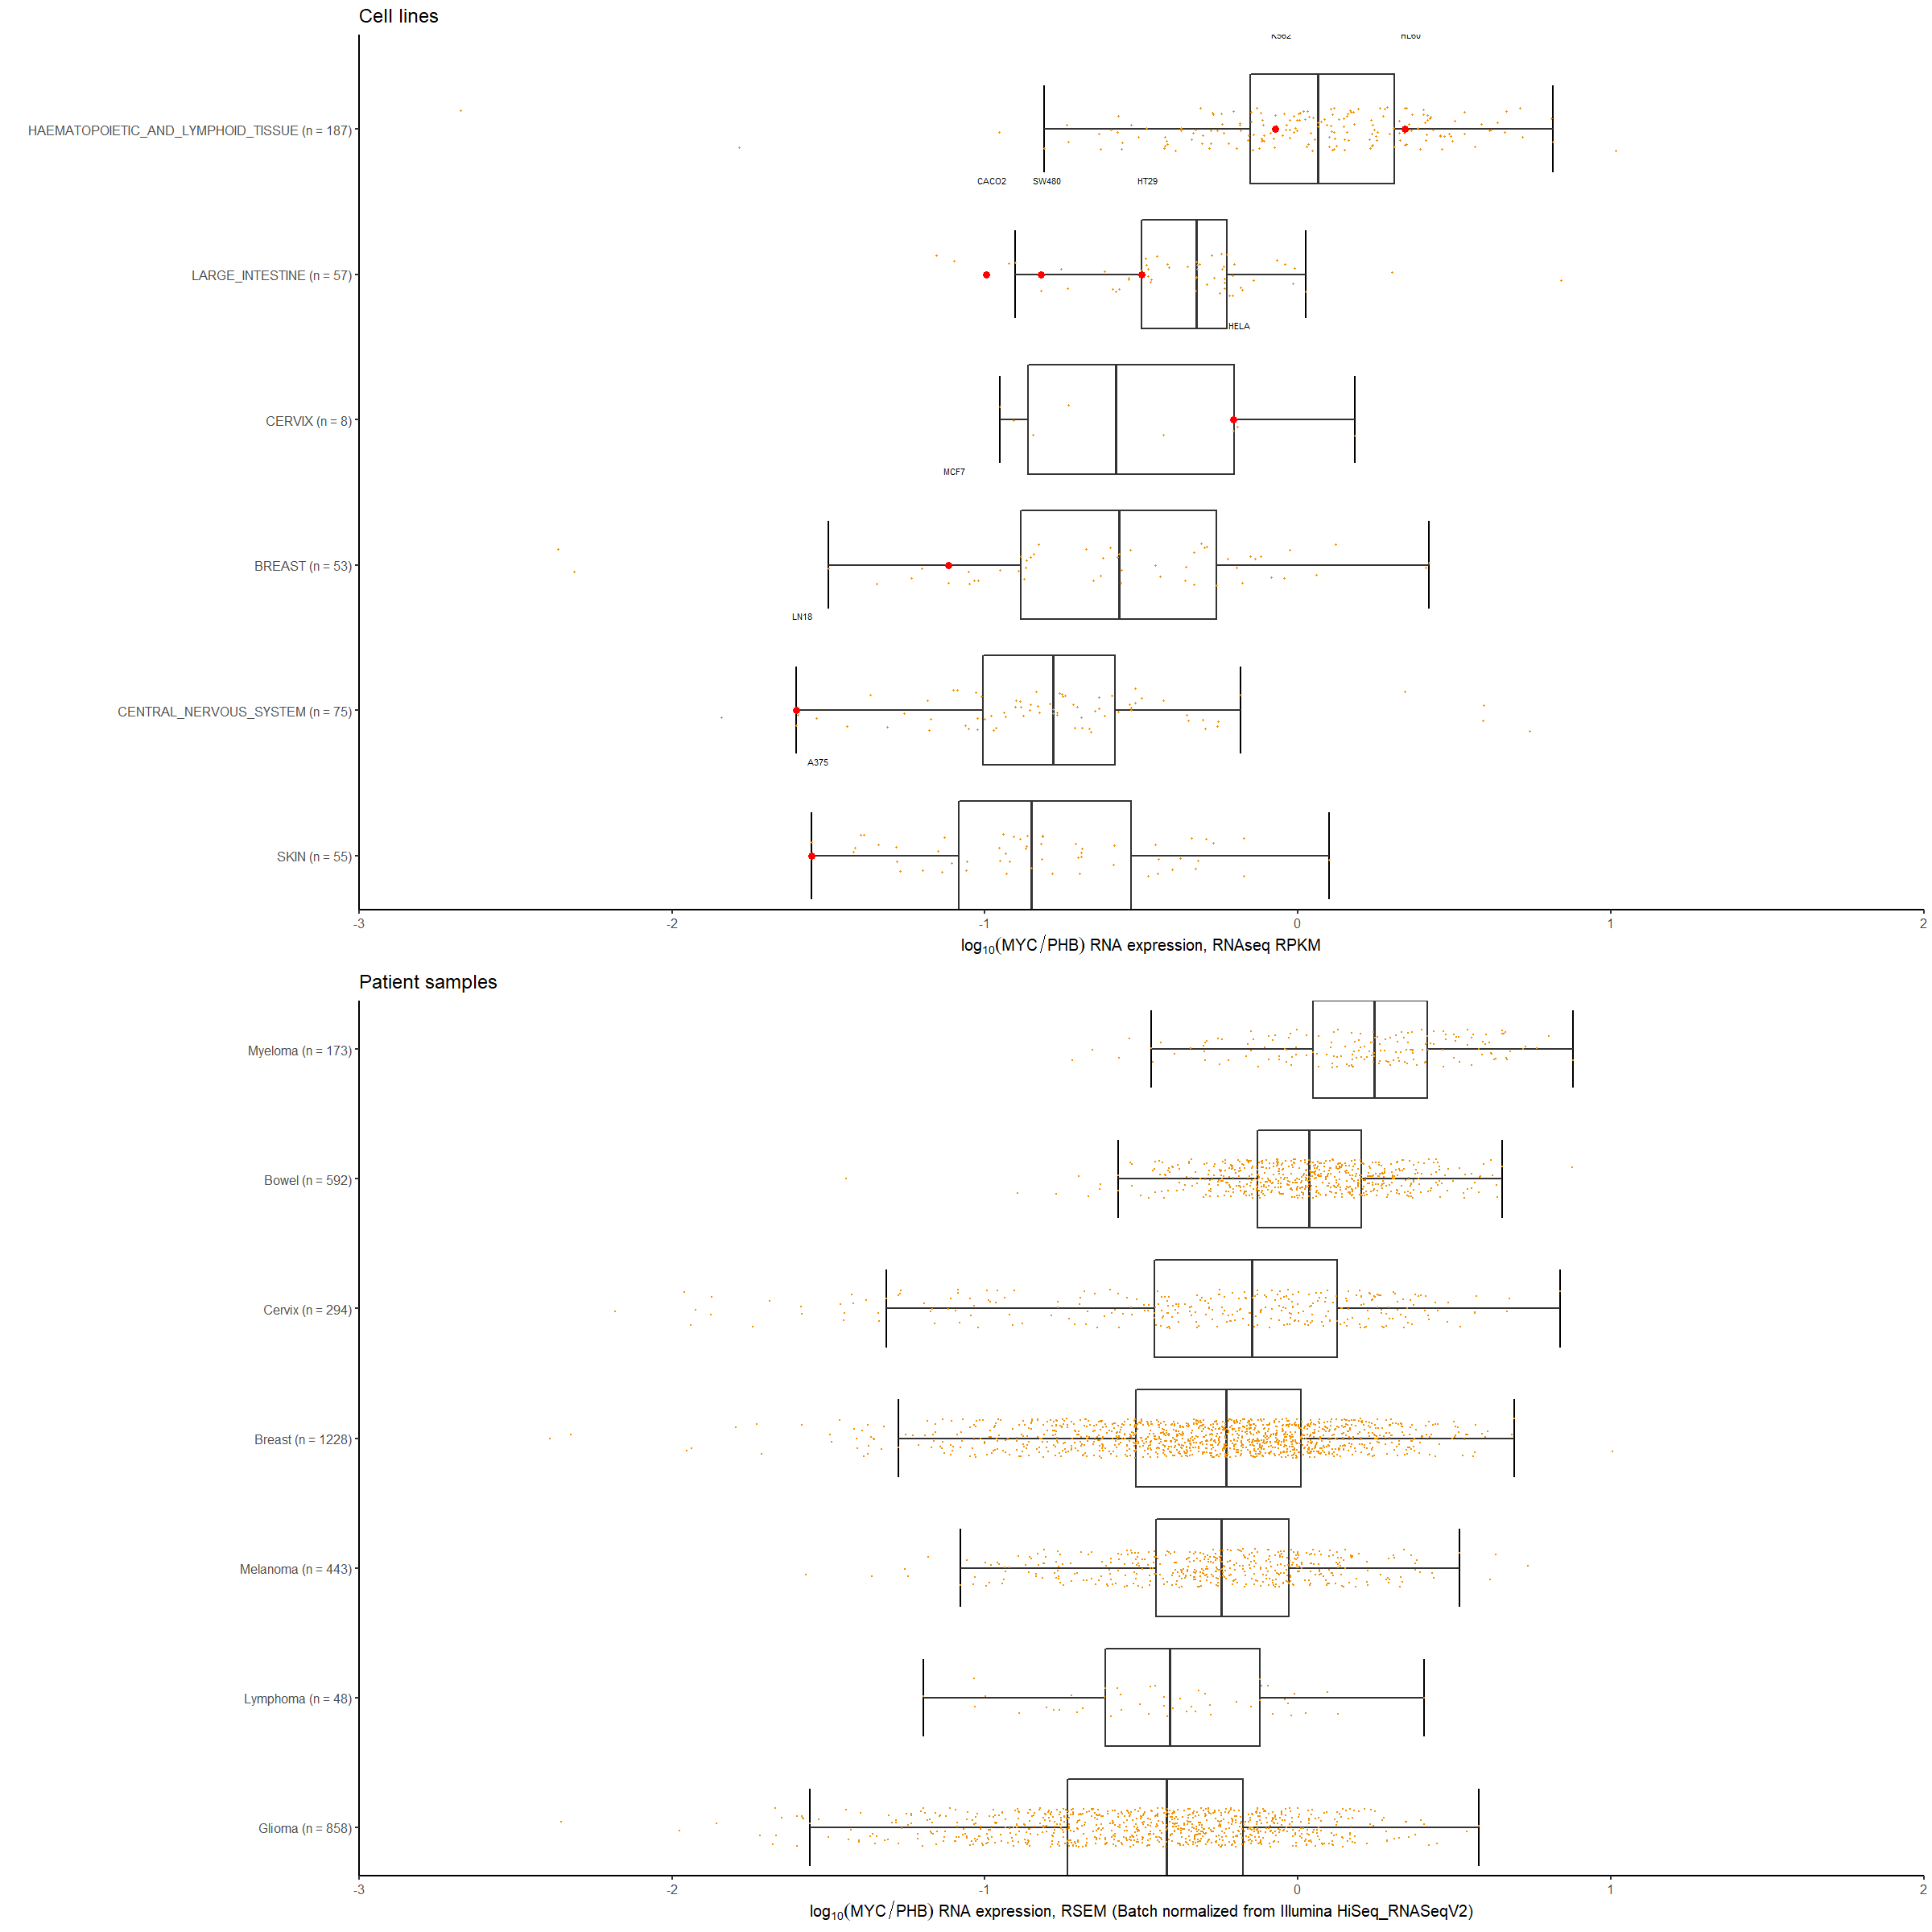 Cell lines
K562 HL60
HAEMATOPOIETIC_AND_LYMPHOID_TISSUE (n = 187)
CACO2 SW480 HT29
LARGE_INTESTINE (n = 57)
HELA
CERVIX (n = 8)
MCF7
BREAST (n = 53)
LN18
CENTRAL_NERVOUS_SYSTEM (n = 75)
A375
SKIN (n = 55)
-3 -2 -1 0 1 2
log₁₀(MYC/PHB) RNA expression, RNAseq RPKM
Patient samples
Myeloma (n = 173)
Bowel (n = 592)
Cervix (n = 294)
Breast (n = 1228)
Melanoma (n = 443)
Lymphoma (n = 48)
Glioma (n = 858)
-3 -2 -1 0 1 2
log₁₀(MYC/PHB) RNA expression, RSEM (Batch normalized from Illumina HiSeq_RNASeqV2)